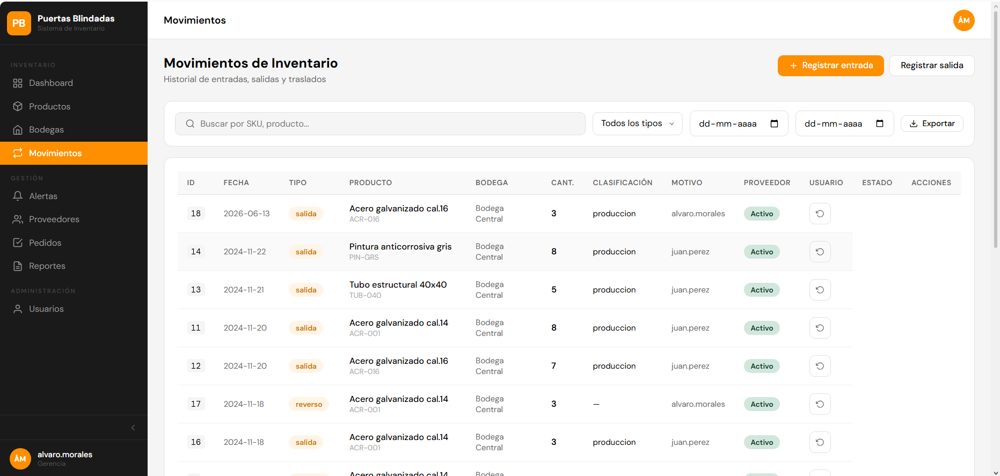 PB
Puertas Blindadas
Sistema de Inventario
INVENTARIO
Dashboard
Productos
Bodegas
Movimientos
GESTIÓN
Alertas
Proveedores
Pedidos
Reportes
ADMINISTRACIÓN
Usuarios
ÁM
alvaro.morales
Gerencia
Movimientos
ÁM
Movimientos de Inventario
Historial de entradas, salidas y traslados
+ Registrar entrada
Registrar salida
Buscar por SKU, producto...
Todos los tipos
dd-mm-aaaa
dd-mm-aaaa
Exportar
ID FECHA TIPO PRODUCTO BODEGA CANT. CLASIFICACIÓN MOTIVO PROVEEDOR USUARIO ESTADO ACCIONES
18 2026-06-13 salida Acero galvanizado cal.16 Bodega 3 produccion alvaro.morales Activo
ACR-016 Central
14 2024-11-22 salida Pintura anticorrosiva gris Bodega 8 produccion juan.perez Activo
PIN-GRS Central
13 2024-11-21 salida Tubo estructural 40x40 Bodega 5 produccion juan.perez Activo
TUB-040 Central
11 2024-11-20 salida Acero galvanizado cal.14 Bodega 8 produccion juan.perez Activo
ACR-001 Central
12 2024-11-20 salida Acero galvanizado cal.16 Bodega 7 produccion juan.perez Activo
ACR-016 Central
17 2024-11-18 reverso Acero galvanizado cal.14 Bodega 3 — alvaro.morales Activo
ACR-001 Central
16 2024-11-18 salida Acero galvanizado cal.14 Bodega 3 produccion juan.perez Activo
ACR-001 Central
Acero galvanizado cal.14 Bodega